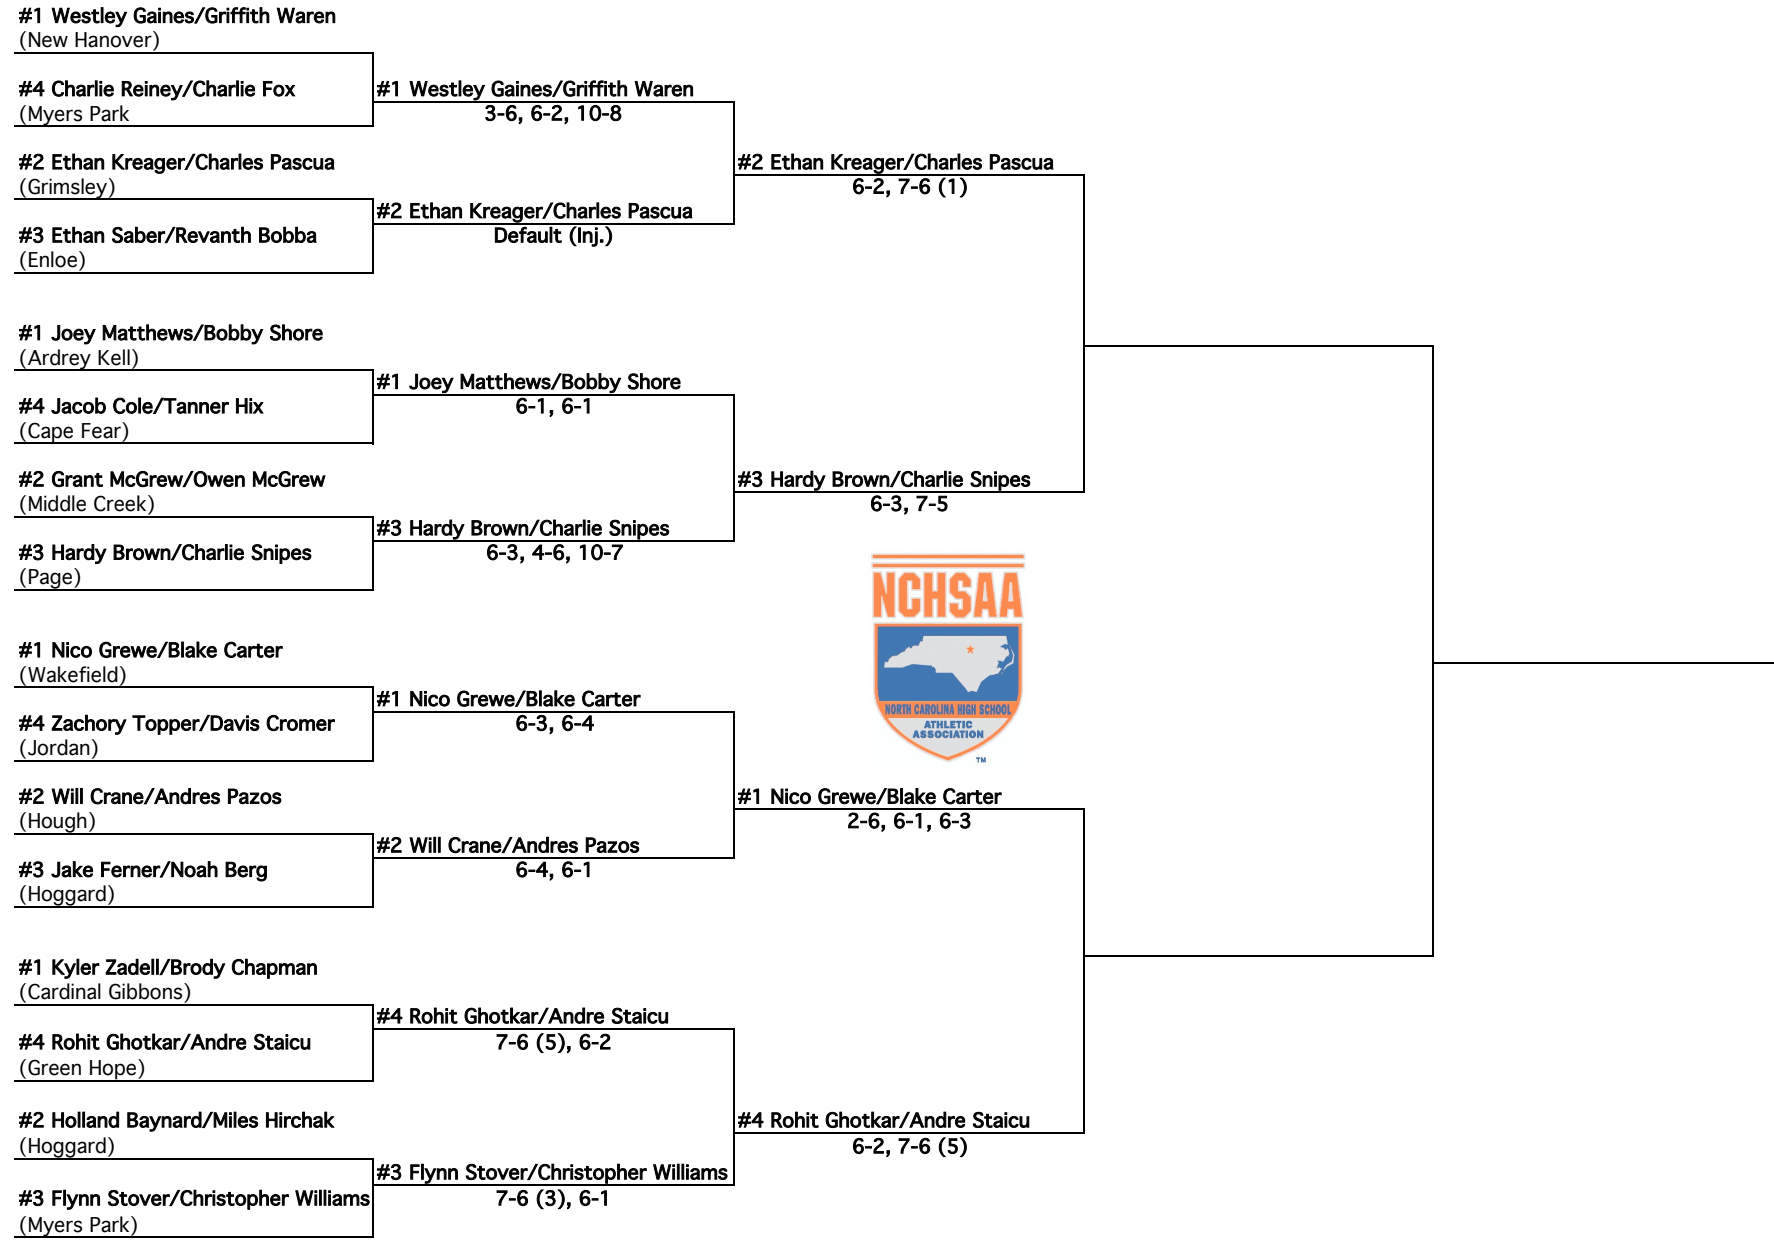 #1 Westley Gaines/Griffith Waren
(New Hanover)
#4 Charlie Reiney/Charlie Fox
(Myers Park
#2 Ethan Kreager/Charles Pascua
(Grimsley)
#3 Ethan Saber/Revanth Bobba
(Enloe)
#1 Joey Matthews/Bobby Shore
(Ardrey Kell)
#4 Jacob Cole/Tanner Hix
(Cape Fear)
#2 Grant McGrew/Owen McGrew
(Middle Creek)
#3 Hardy Brown/Charlie Snipes
(Page)
#1 Nico Grewe/Blake Carter
(Wakefield)
#4 Zachory Topper/Davis Cromer
(Jordan)
#2 Will Crane/Andres Pazos
(Hough)
#3 Jake Ferner/Noah Berg
(Hoggard)
#1 Kyler Zadell/Brody Chapman
(Cardinal Gibbons)
#4 Rohit Ghotkar/Andre Staicu
(Green Hope)
#2 Holland Baynard/Miles Hirchak
(Hoggard)
#3 Flynn Stover/Christopher Williams
(Myers Park)
#1 Westley Gaines/Griffith Waren
3-6, 6-2, 10-8
#2 Ethan Kreager/Charles Pascua
Default (Inj.)
#1 Joey Matthews/Bobby Shore
6-1, 6-1
#3 Hardy Brown/Charlie Snipes
6-3, 4-6, 10-7
#1 Nico Grewe/Blake Carter
6-3, 6-4
#2 Will Crane/Andres Pazos
6-4, 6-1
#4 Rohit Ghotkar/Andre Staicu
7-6 (5), 6-2
#3 Flynn Stover/Christopher Williams
7-6 (3), 6-1
#2 Ethan Kreager/Charles Pascua
6-2, 7-6 (1)
#3 Hardy Brown/Charlie Snipes
6-3, 7-5
NCHSAA
NORTH CAROLINA HIGH SCHOOL
ATHLETIC
ASSOCIATION
TM
#1 Nico Grewe/Blake Carter
2-6, 6-1, 6-3
#4 Rohit Ghotkar/Andre Staicu
6-2, 7-6 (5)